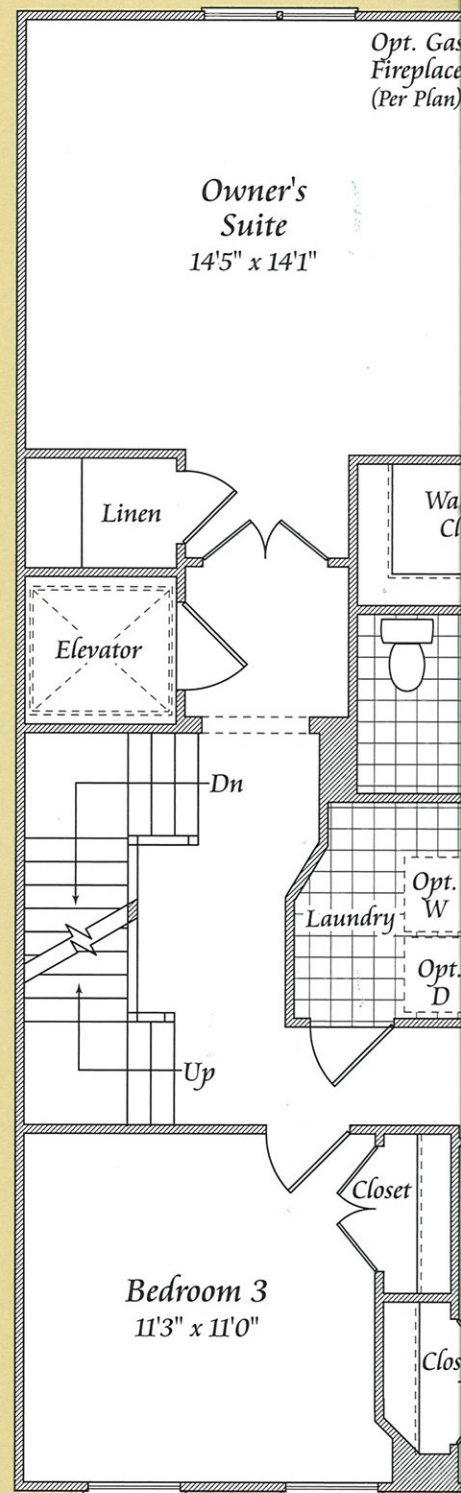 Opt. Gas
Fireplace
(Per Plan)
Owner's
Suite
14'5" x 14'1"
Linen
Elevator
Dn
Opt.
W
Laundry
Opt.
D
Up
Closet
Bedroom 3
11'3" x 11'0"